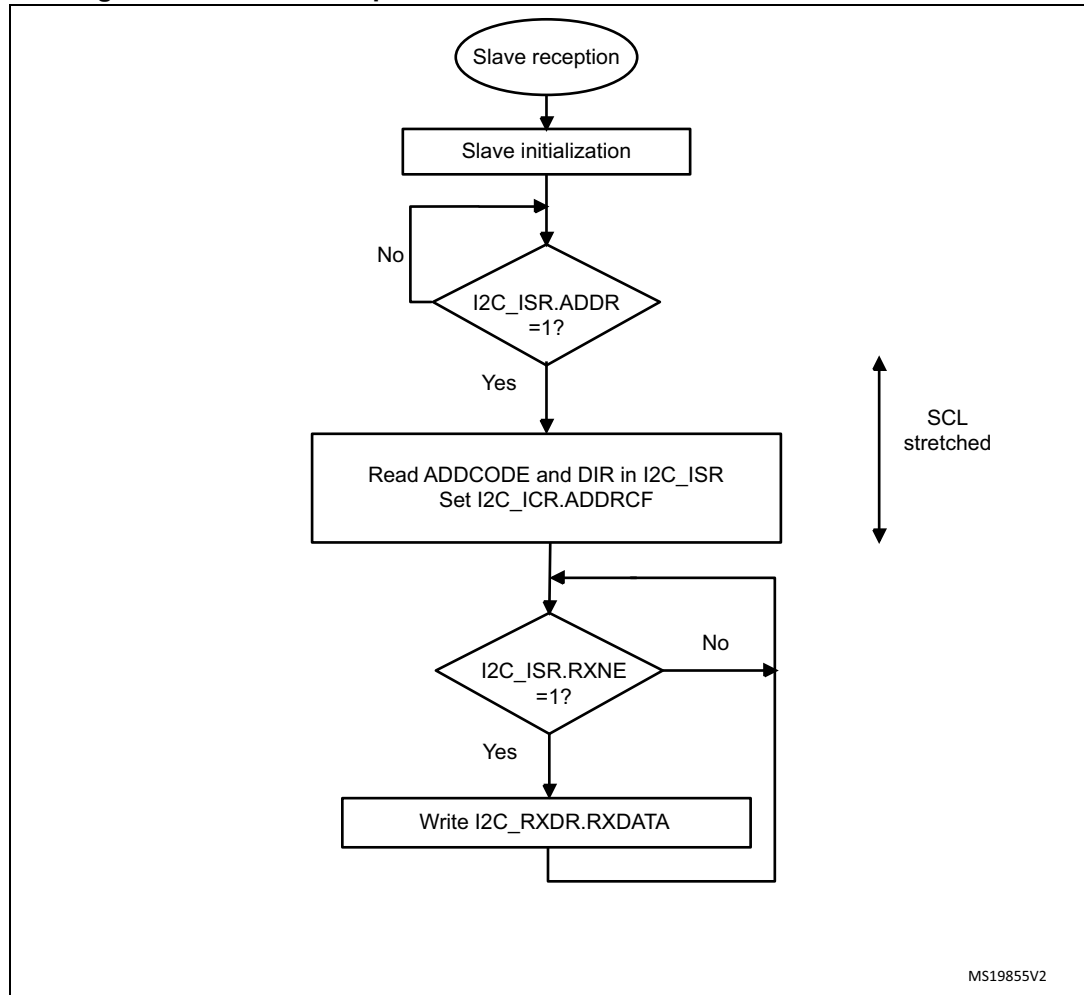 Slave reception
Slave initialization
No
I2C_ISR.ADDR
=1?
Yes
SCL
stretched
Read ADDCODE and DIR in I2C_ISR
Set I2C_ICR.ADDRCF
No
I2C_ISR.RXNE
=1?
Yes
Write I2C_RXDR.RXDATA
MS19855V2